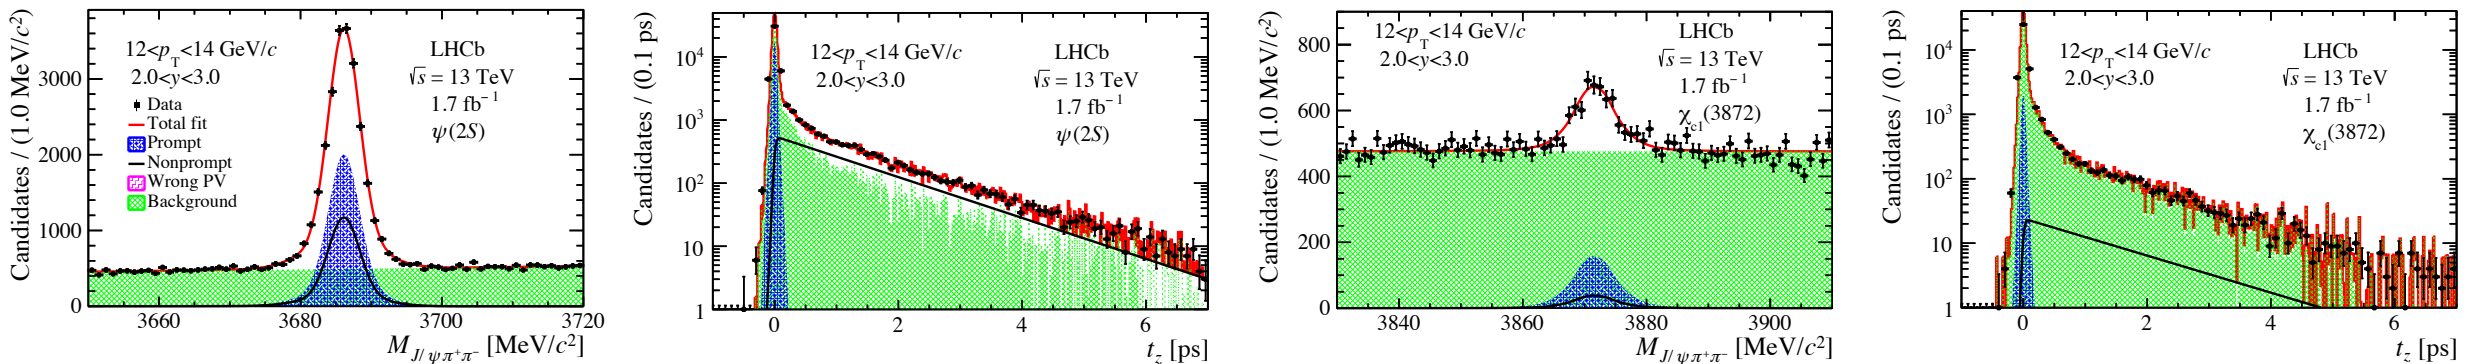 Candidates / (1.0 MeV/c²)
3000
2000
1000
0
12<p_T<14 GeV/c
2.0<y<3.0
Data
Total fit
Prompt
Nonprompt
Wrong PV
Background
LHCb
√s = 13 TeV
1.7 fb⁻¹
ψ(2S)
3660 3680 3700 3720
M_{J/ψπ⁺π⁻} [MeV/c²]
Candidates / (0.1 ps)
10⁴
10³
10²
10
1
12<p_T<14 GeV/c
2.0<y<3.0
LHCb
√s = 13 TeV
1.7 fb⁻¹
ψ(2S)
0 2 4 6
t_z [ps]
Candidates / (1.0 MeV/c²)
800
600
400
200
0
12<p_T<14 GeV/c
2.0<y<3.0
LHCb
√s = 13 TeV
1.7 fb⁻¹
χ_{c1}(3872)
3840 3860 3880 3900
M_{J/ψπ⁺π⁻} [MeV/c²]
Candidates / (0.1 ps)
10⁴
10³
10²
10
1
12<p_T<14 GeV/c
2.0<y<3.0
LHCb
√s = 13 TeV
1.7 fb⁻¹
χ_{c1}(3872)
0 2 4 6
t_z [ps]